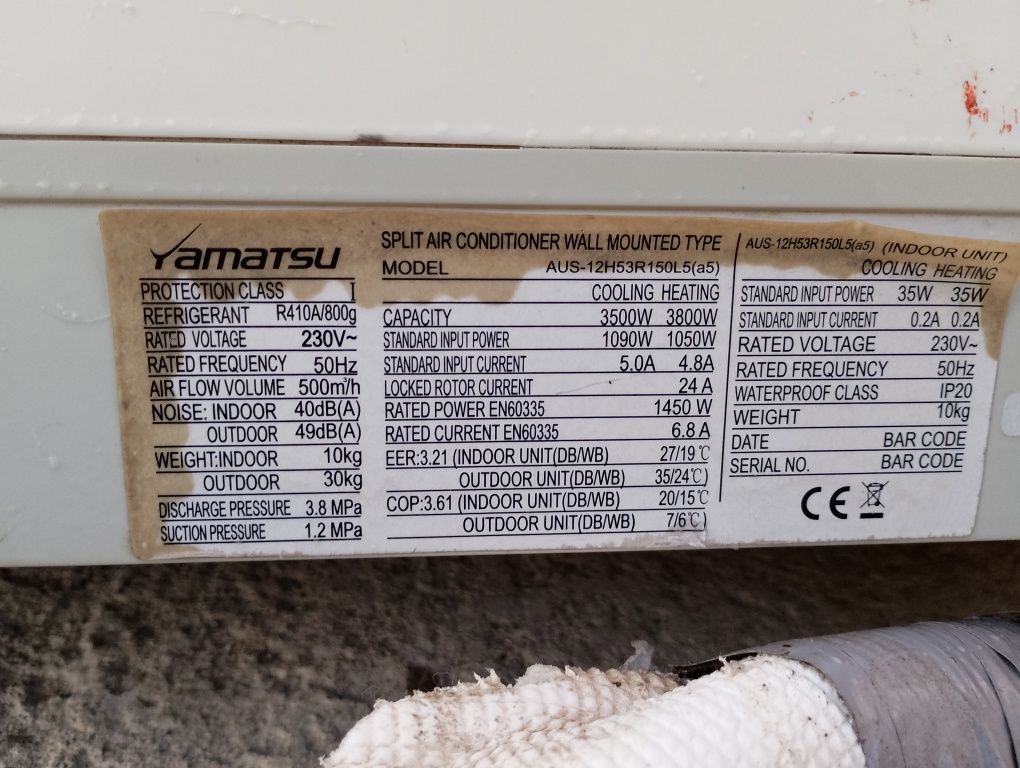 Yamatsu
PROTECTION CLASS I
REFRIGERANT R410A/800g
RATED VOLTAGE 230V~
RATED FREQUENCY 50Hz
AIR FLOW VOLUME 500m³/h
NOISE: INDOOR 40dB(A)
OUTDOOR 49dB(A)
WEIGHT:INDOOR 10kg
OUTDOOR 30kg
DISCHARGE PRESSURE 3.8 MPa
SUCTION PRESSURE 1.2 MPa
SPLIT AIR CONDITIONER WALL MOUNTED TYPE
MODEL AUS-12H53R150L5(a5)
COOLING HEATING
CAPACITY 3500W 3800W
STANDARD INPUT POWER 1090W 1050W
STANDARD INPUT CURRENT 5.0A 4.8A
LOCKED ROTOR CURRENT 24 A
RATED POWER EN60335 1450 W
RATED CURRENT EN60335 6.8 A
EER:3.21 (INDOOR UNIT(DB/WB) 27/19℃
OUTDOOR UNIT(DB/WB) 35/24℃)
COP:3.61 (INDOOR UNIT(DB/WB) 20/15℃
OUTDOOR UNIT(DB/WB) 7/6℃)
AUS-12H53R150L5(a5) (INDOOR UNIT)
COOLING HEATING
STANDARD INPUT POWER 35W 35W
STANDARD INPUT CURRENT 0.2A 0.2A
RATED VOLTAGE 230V~
RATED FREQUENCY 50Hz
WATERPROOF CLASS IP20
WEIGHT 10kg
DATE BAR CODE
SERIAL NO. BAR CODE
CE